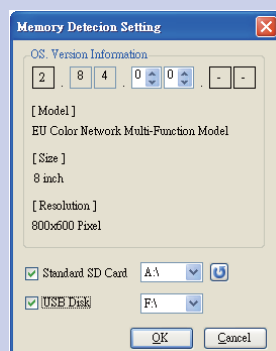 Memory Detecion Setting
OS. Version Information
2 . 8 4 . 0 0 . - -
[ Model ]
EU Color Network Multi-Function Model
[ Size ]
8 inch
[ Resolution ]
800x600 Pixel
Standard SD Card A:\
USB Disk F:\
OK Cancel